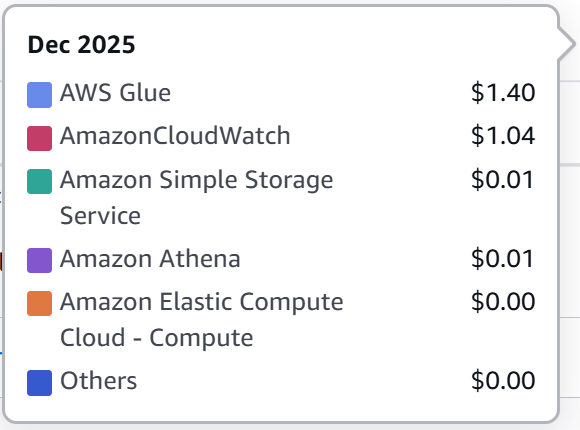 Dec 2025
AWS Glue $1.40
AmazonCloudWatch $1.04
Amazon Simple Storage $0.01
Service
Amazon Athena $0.01
Amazon Elastic Compute $0.00
Cloud - Compute
Others $0.00